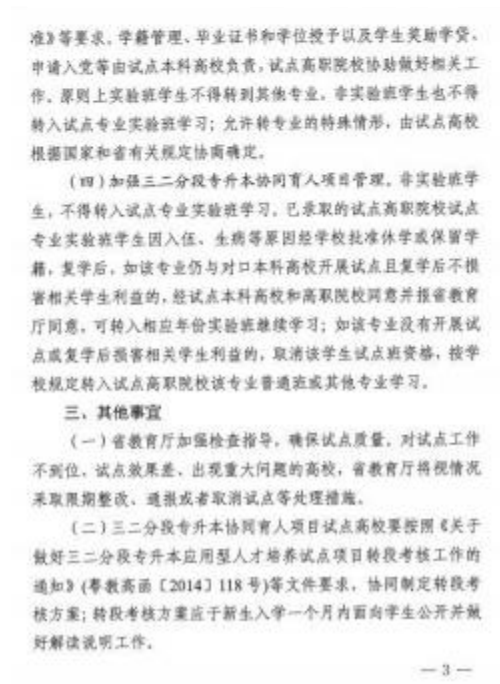 准》等要求。学籍管理、毕业证书和学位授予以及学生奖助学贷、
申请入党等由试点本科高校负责,试点高职院校协助做好相关工
作。原则上实验班学生不得转到其他专业。非实验班学生也不得
转入试点专业实验班学习;允许转专业的特殊情形,由试点高校
根据国家和省有关规定协商确定。
(四)加强三二分段专升本协同育人项目管理。非实验班学
生,不得转入试点专业实验班学习。已录取的试点高职院校试点
专业实验班学生因入伍、生病等原因经学校批准休学或保留学
籍,复学后,如该专业仍与对口本科高校开展试点且复学后不损
害相关学生利益的,经试点本科高校和高职院校同意并报省教育
厅同意,可转入相应年份实验班继续学习;如该专业没有开展试
点或复学后损害相关学生利益的,取消该学生试点班资格,按学
校规定转入试点高职院校该专业普通班或其他专业学习。
三、其他事宜
(一)省教育厅加强检查指导,确保试点质量。对试点工作
不到位、试点效果差、出现重大问题的高校,省教育厅将视情况
采取限期整改、通报或者取消试点等处理措施。
(二)三二分段专升本协同育人项目试点高校要按照《关于
做好三二分段专升本应用型人才培养试点项目转段考核工作的
通知》(粤教高函〔2014〕118号)等文件要求,协同制定转段考
核方案;转段考核方案应于新生入学一个月内面向学生公开并做
好解读说明工作。
— 3 —